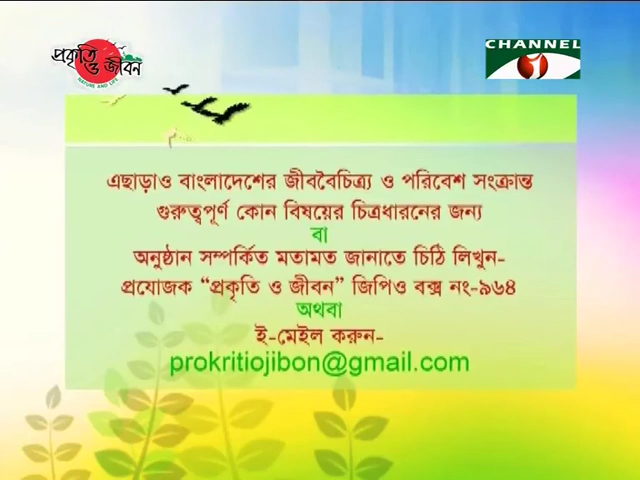 প্রকৃতি ও জীবন
NATURE AND LIFE
CHANNEL i
এছাড়াও বাংলাদেশের জীববৈচিত্র্য ও পরিবেশ সংক্রান্ত
গুরুত্বপূর্ণ কোন বিষয়ের চিত্রধারনের জন্য
বা
অনুষ্ঠান সম্পর্কিত মতামত জানাতে চিঠি লিখুন-
প্রযোজক “প্রকৃতি ও জীবন” জিপিও বক্স নং-৯৬৪
অথবা
ই-মেইল করুন-
prokritiojibon@gmail.com